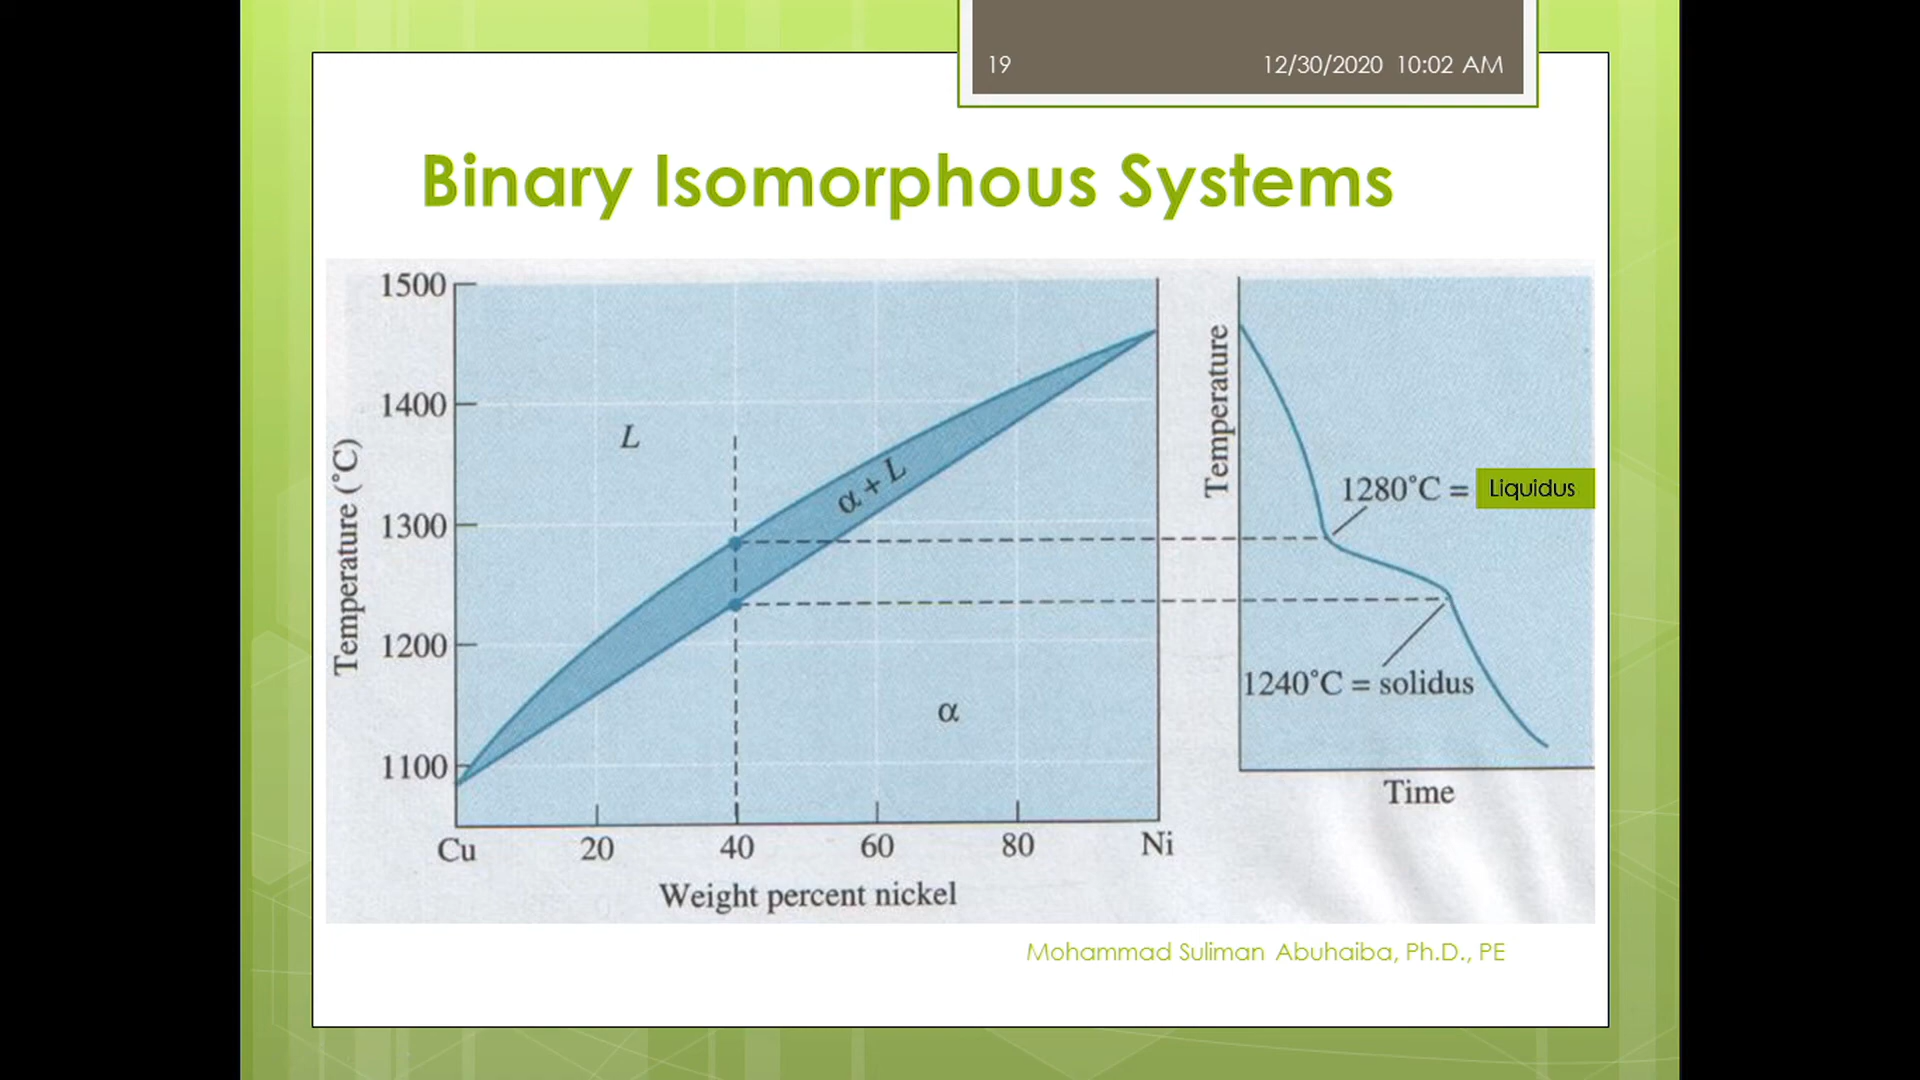 19 12/30/2020 10:02 AM
Binary Isomorphous Systems
1500
1400
1300
1200
1100
Temperature (°C)
L
α + L
α
Cu 20 40 60 80 Ni
Weight percent nickel
Temperature
1280°C = Liquidus
1240°C = solidus
Time
Mohammad Suliman Abuhaiba, Ph.D., PE